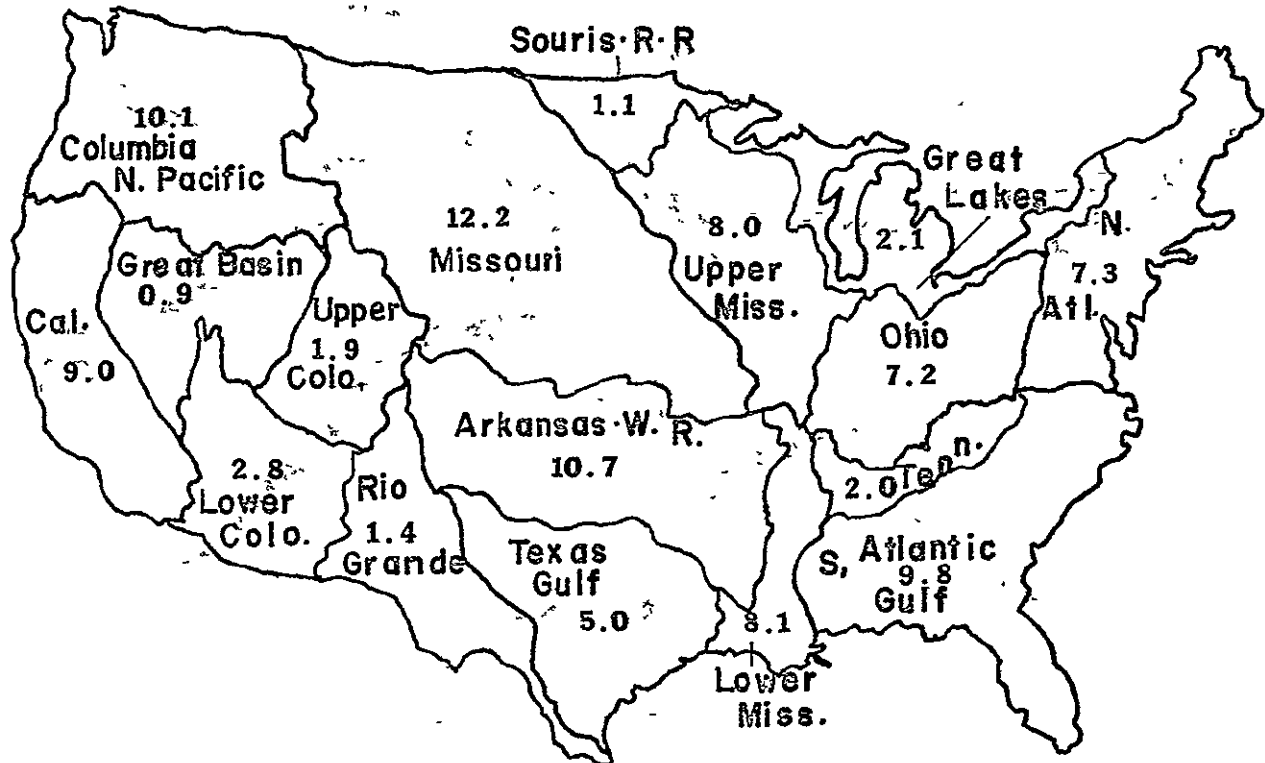 Souris·R·R
1.1
10.1
Columbia
N. Pacific
12.2
Missouri
8.0
Upper
Miss.
Great
Lakes
2.1
N.
7.3
Atl.
Great Basin
0.9
Cal.
9.0
Upper
1.9
Colo.
Ohio
7.2
Arkansas·W. R.
10.7
2.0 Tenn.
2.8
Lower
Colo.
Rio
1.4
Grande
Texas
Gulf
5.0
S, Atlantic
9.8
Gulf
8.1
Lower
Miss.